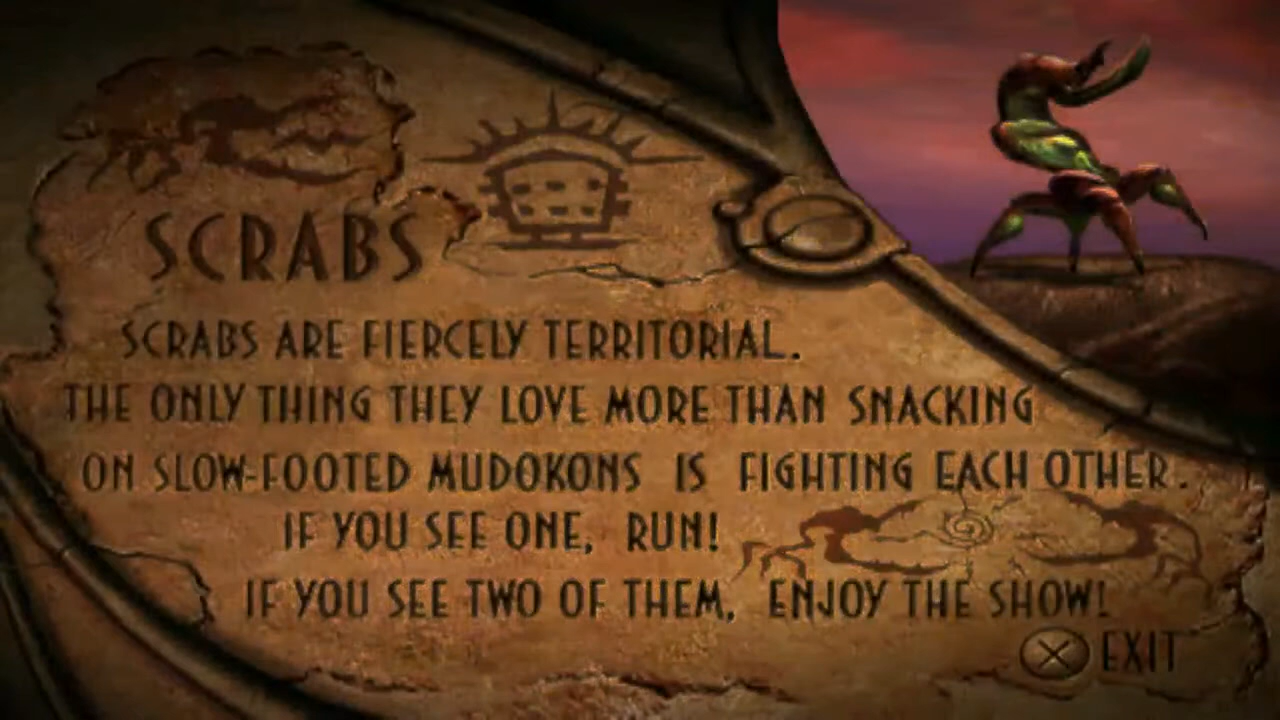 SCRABS
SCRABS ARE FIERCELY TERRITORIAL.
THE ONLY THING THEY LOVE MORE THAN SNACKING
ON SLOW-FOOTED MUDOKONS IS FIGHTING EACH OTHER.
IF YOU SEE ONE, RUN!
IF YOU SEE TWO OF THEM, ENJOY THE SHOW!
EXIT